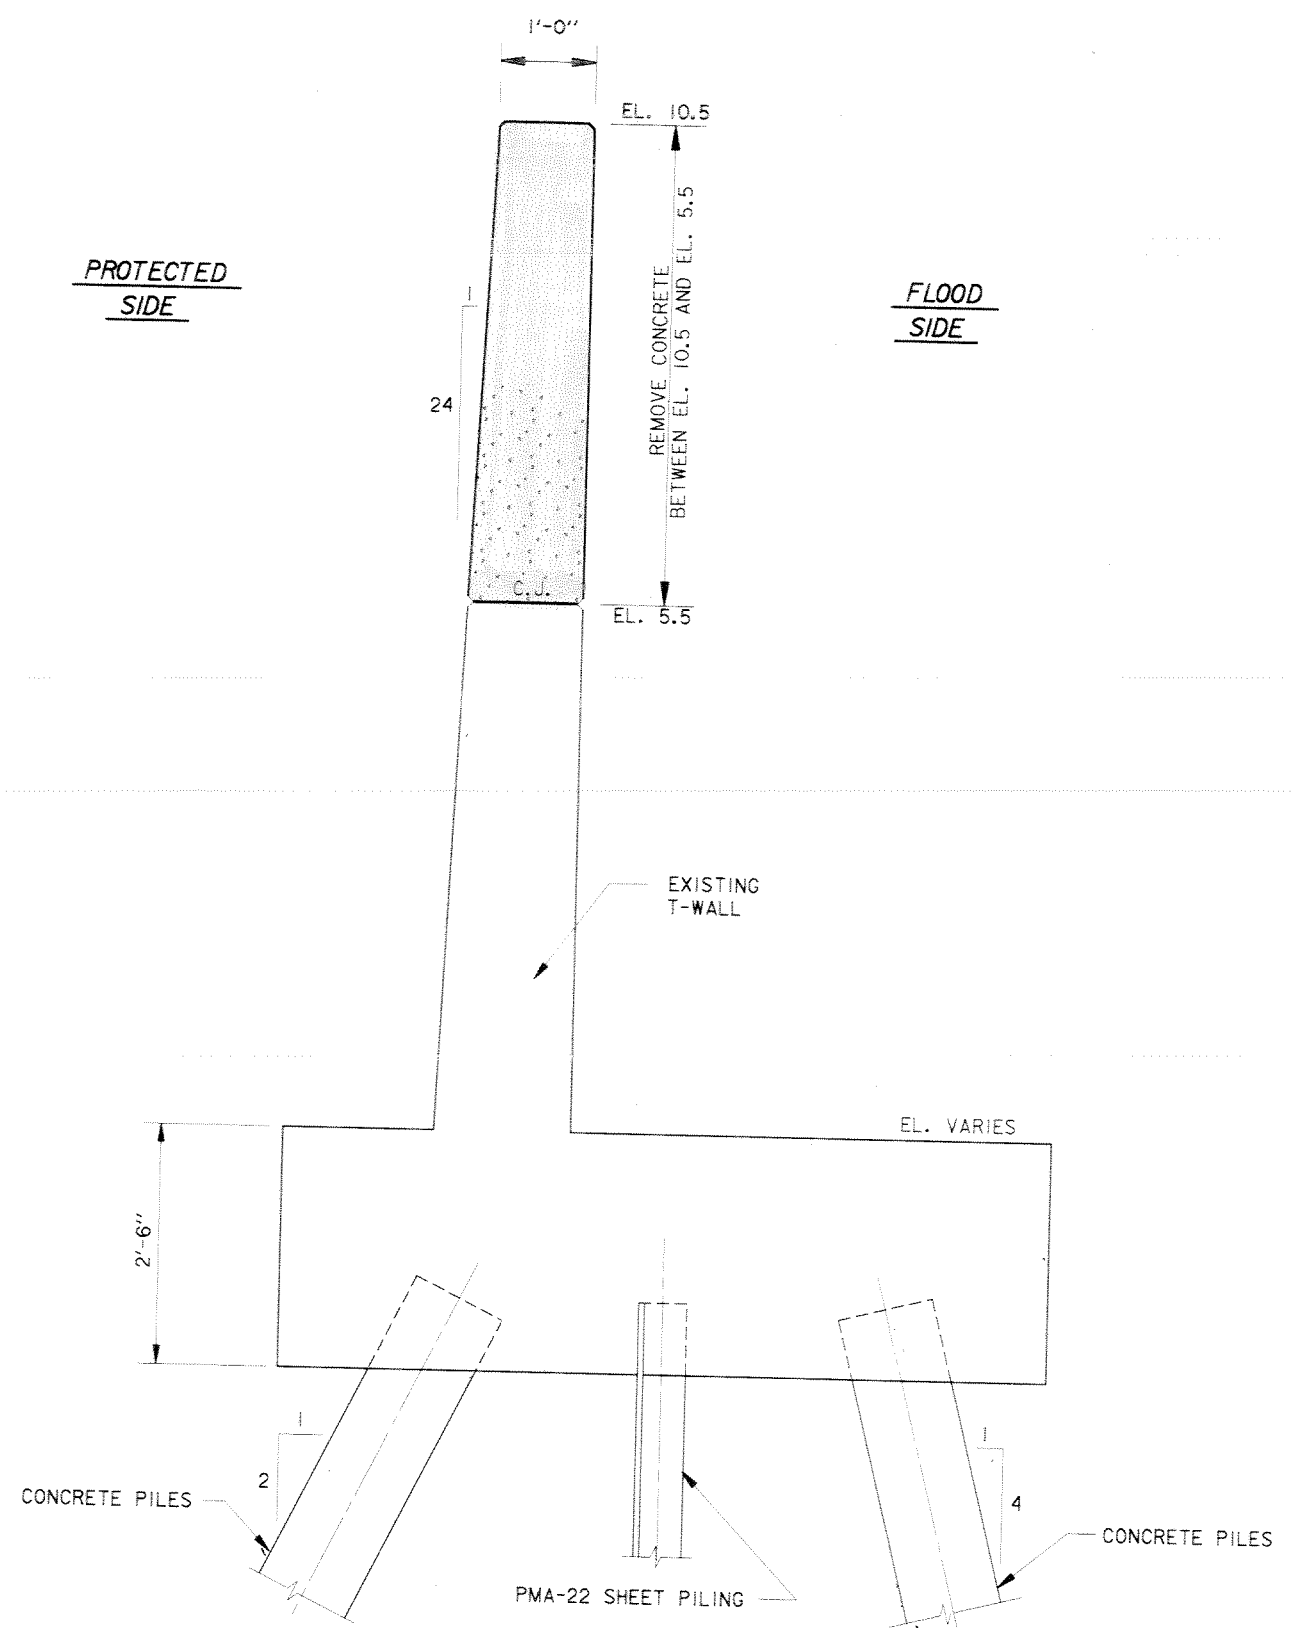 1'-0"
EL. 10.5
PROTECTED
SIDE
FLOOD
SIDE
1
24
REMOVE CONCRETE
BETWEEN EL. 10.5 AND EL. 5.5
C.J.
EL. 5.5
EXISTING
T-WALL
EL. VARIES
2'-6"
1
2
CONCRETE PILES
1
4
CONCRETE PILES
PMA-22 SHEET PILING